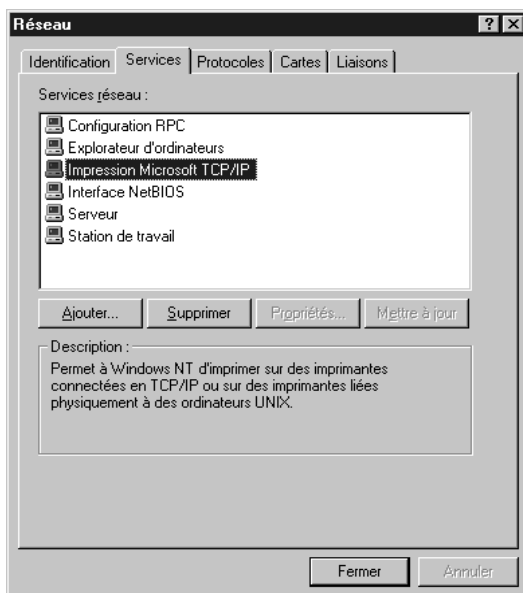 Réseau
Identification Services Protocoles Cartes Liaisons
Services réseau :
Configuration RPC
Explorateur d'ordinateurs
Impression Microsoft TCP/IP
Interface NetBIOS
Serveur
Station de travail
Ajouter... Supprimer Propriétés... Mettre à jour
Description :
Permet à Windows NT d'imprimer sur des imprimantes
connectées en TCP/IP ou sur des imprimantes liées
physiquement à des ordinateurs UNIX.
Fermer Annuler